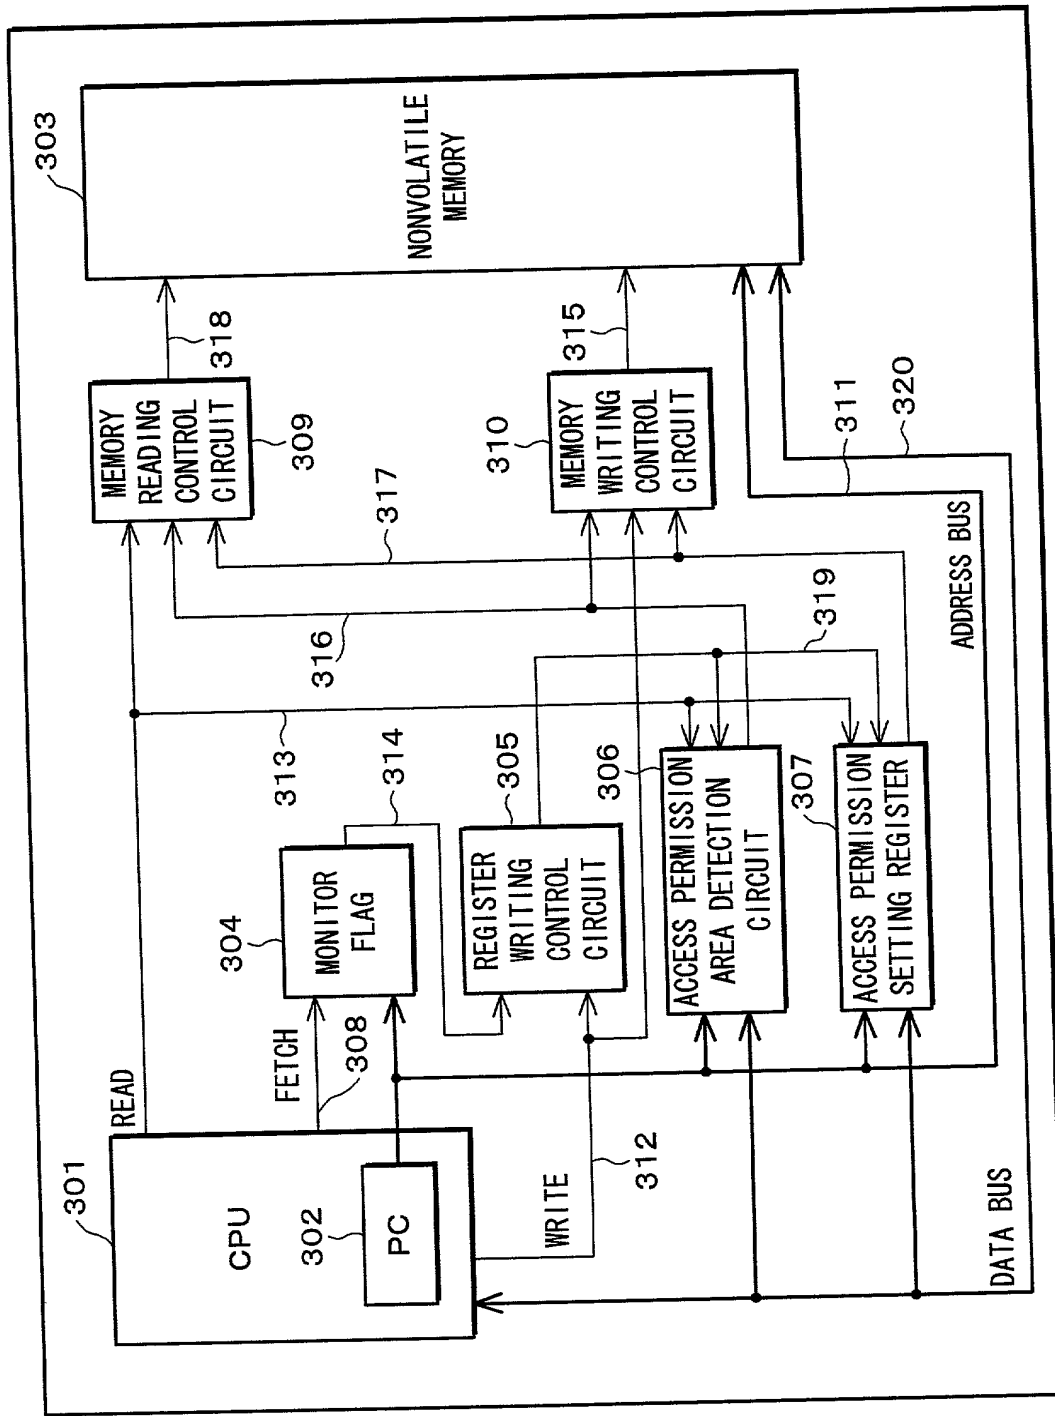 301
CPU
302
PC
READ
FETCH
308
WRITE
312
304
MONITOR
FLAG
313
314
305
REGISTER
WRITING
CONTROL
CIRCUIT
306
ACCESS PERMISSION
AREA DETECTION
CIRCUIT
307
ACCESS PERMISSION
SETTING REGISTER
316
317
319
MEMORY
READING
CONTROL
CIRCUIT
309
318
310
MEMORY
WRITING
CONTROL
CIRCUIT
315
303
NONVOLATILE
MEMORY
311
320
ADDRESS BUS
DATA BUS